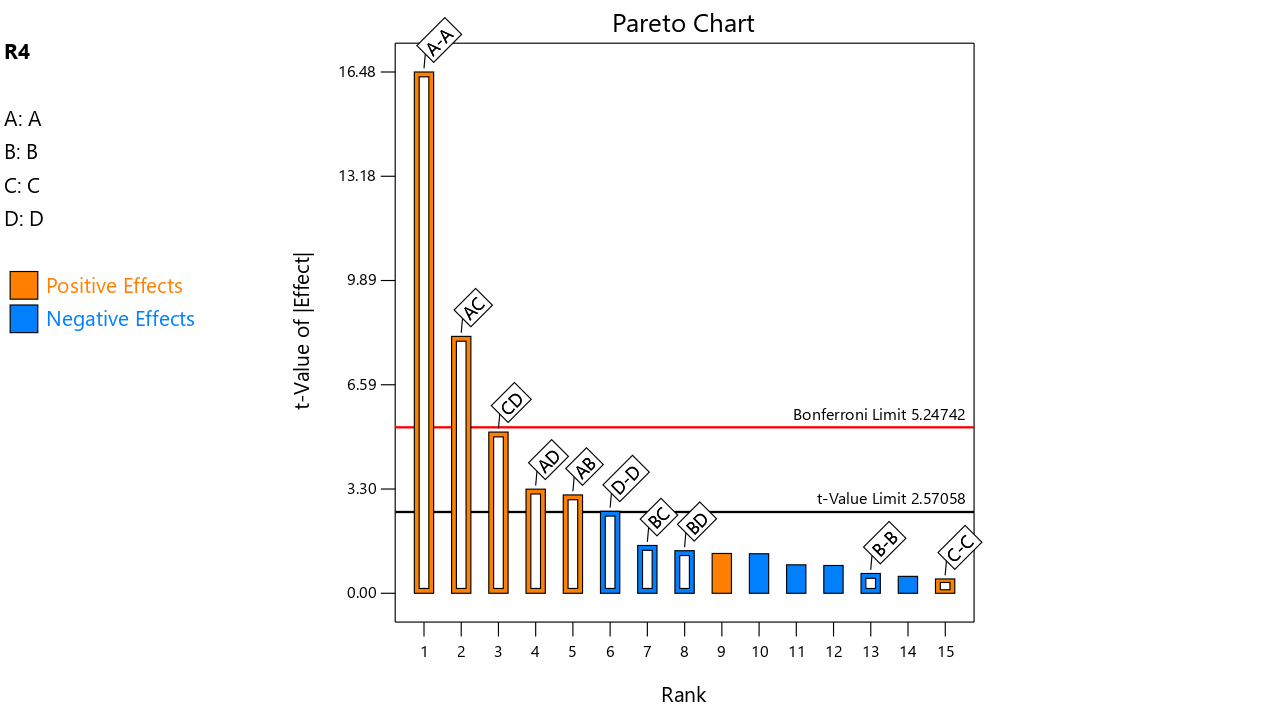 Pareto Chart
R4
A: A
B: B
C: C
D: D
Positive Effects
Negative Effects
t-Value of |Effect|
16.48
13.18
9.89
6.59
3.30
0.00
A-A
AC
CD
AD
AB
D-D
BC
BD
B-B
C-C
Bonferroni Limit 5.24742
t-Value Limit 2.57058
1 2 3 4 5 6 7 8 9 10 11 12 13 14 15
Rank